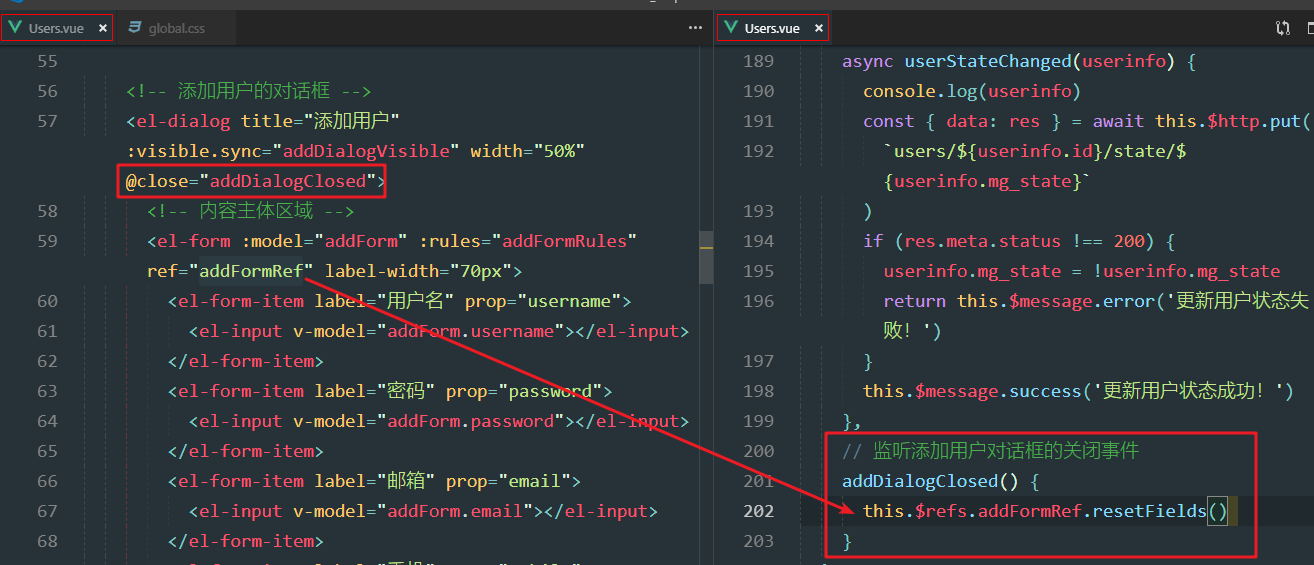 Users.vue × global.css ...
55
56 <!-- 添加用户的对话框 -->
57 <el-dialog title="添加用户"
:visible.sync="addDialogVisible" width="50%"
@close="addDialogClosed">
58 <!-- 内容主体区域 -->
59 <el-form :model="addForm" :rules="addFormRules"
ref="addFormRef" label-width="70px">
60 <el-form-item label="用户名" prop="username">
61 <el-input v-model="addForm.username"></el-input>
62 </el-form-item>
63 <el-form-item label="密码" prop="password">
64 <el-input v-model="addForm.password"></el-input>
65 </el-form-item>
66 <el-form-item label="邮箱" prop="email">
67 <el-input v-model="addForm.email"></el-input>
68 </el-form-item>
Users.vue ×
189 async userStateChanged(userinfo) {
190 console.log(userinfo)
191 const { data: res } = await this.$http.put(
192 `users/${userinfo.id}/state/$
{userinfo.mg_state}`
193 )
194 if (res.meta.status !== 200) {
195 userinfo.mg_state = !userinfo.mg_state
196 return this.$message.error('更新用户状态失
败！')
197 }
198 this.$message.success('更新用户状态成功！')
199 },
200 // 监听添加用户对话框的关闭事件
201 addDialogClosed() {
202 this.$refs.addFormRef.resetFields()
203 }